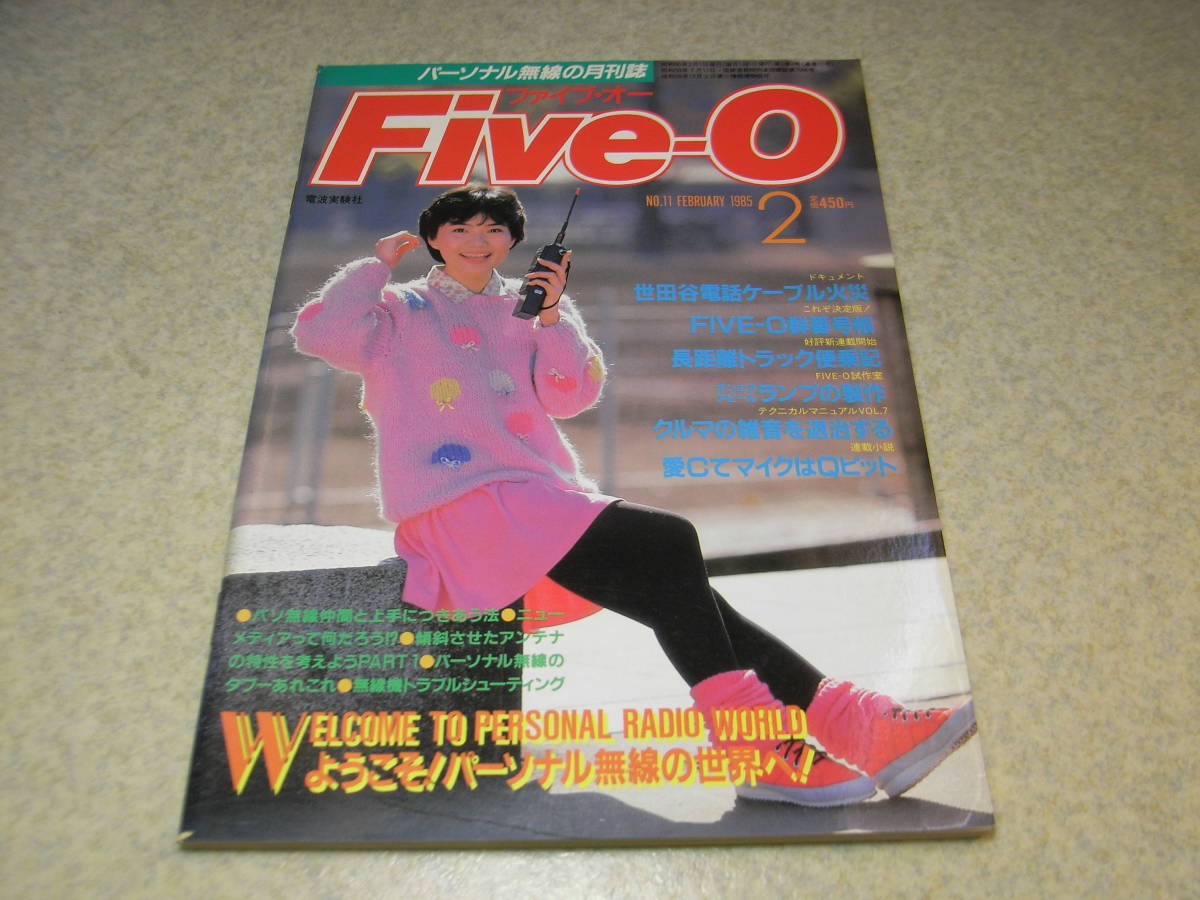 パーソナル無線の月刊誌
ファイブ・オー
Five-O
電波実験社
NO.11 FEBRUARY 1985
2
定価450円
ドキュメント
世田谷電話ケーブル火災
これぞ決定版!
FIVE-O群番号帳
好評新連載開始
長距離トラック便乗記
FIVE-O試作室
ランプの製作
テクニカルマニュアルVOL.7
クルマの雑音を退治する
連載小説
愛CてマイクはQビット
●パソ無線仲間と上手につきあう法●ニュー
メディアって何だろう!?●傾斜させたアンテナ
の特性を考えようPART1●パーソナル無線の
タブーあれこれ●無線機トラブルシューティング
WELCOME TO PERSONAL RADIO WORLD
ようこそ!パーソナル無線の世界へ!